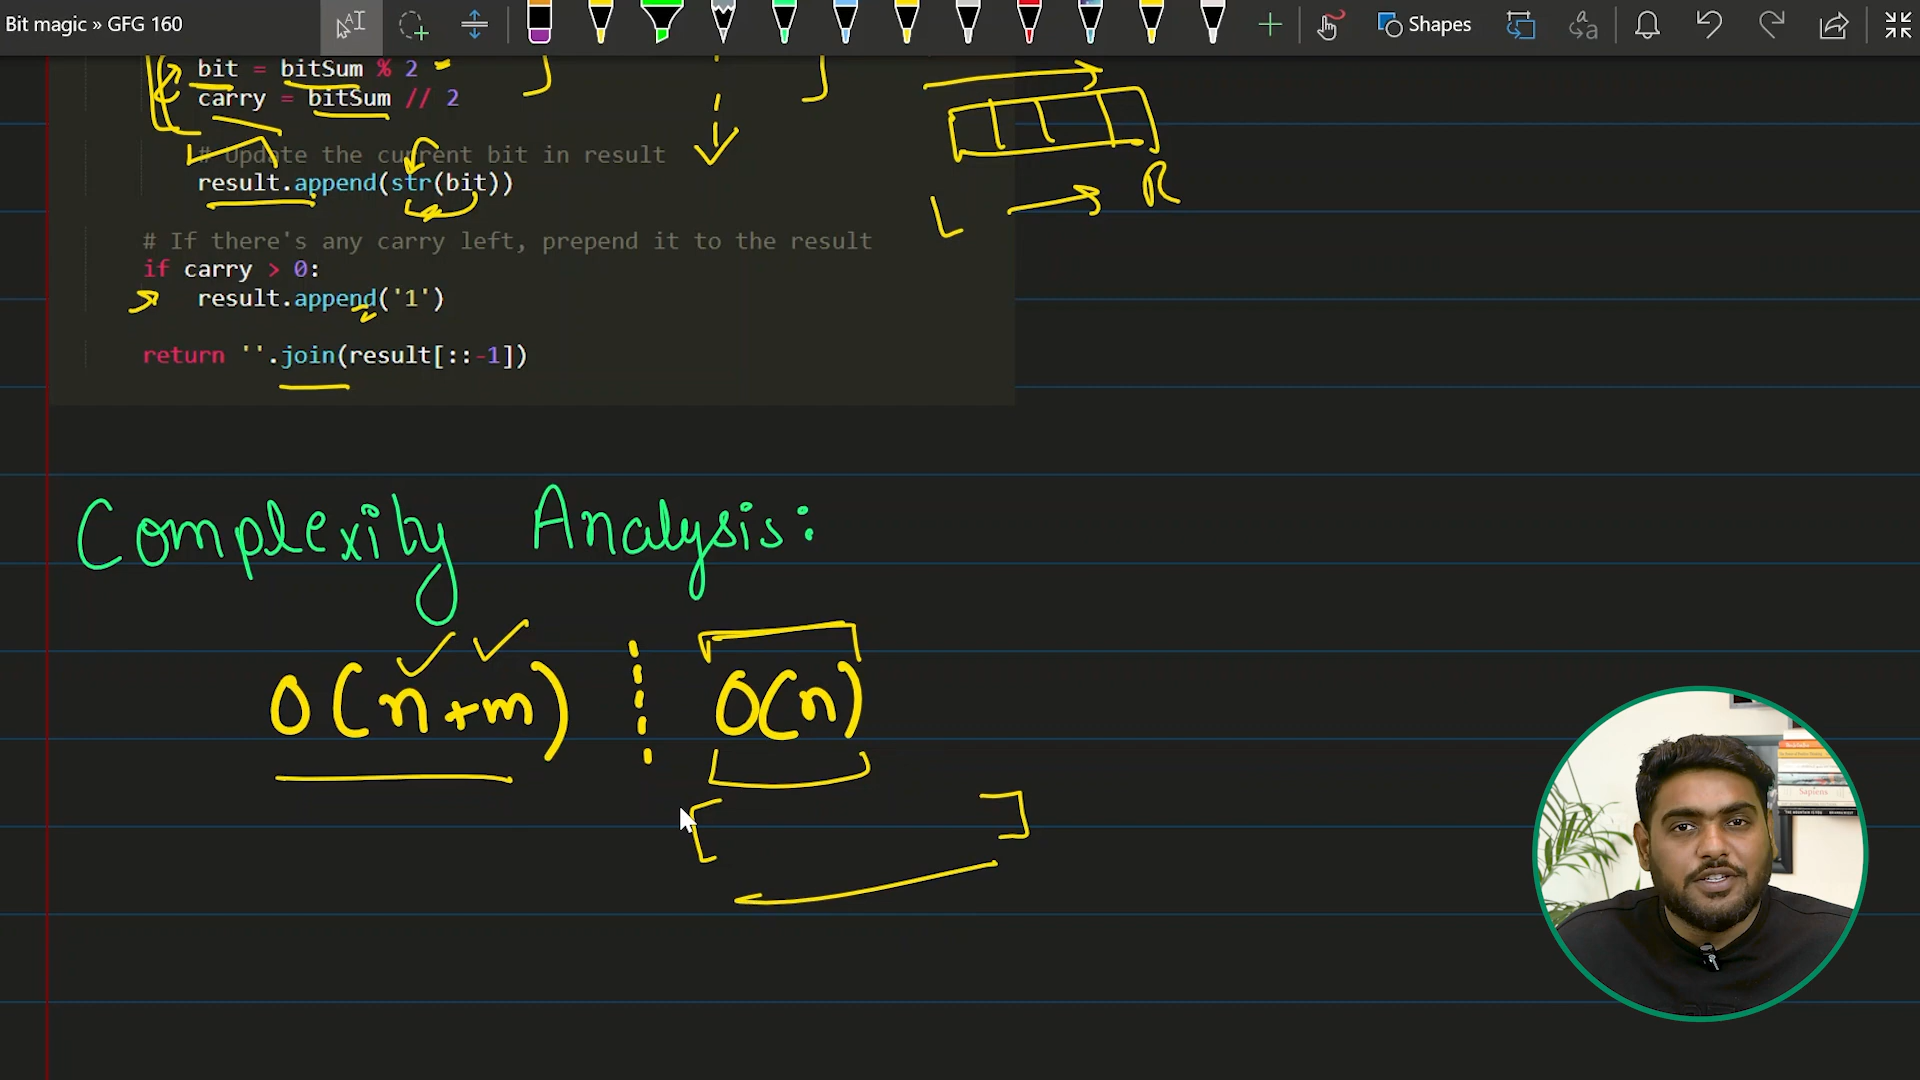 Bit magic » GFG 160
Shapes
bit = bitSum % 2
carry = bitSum // 2
# Update the current bit in result
result.append(str(bit))
# If there's any carry left, prepend it to the result
if carry > 0:
result.append('1')
return ''.join(result[::-1])
L R
Complexity Analysis:
O(n+m) O(n)
Sapiens